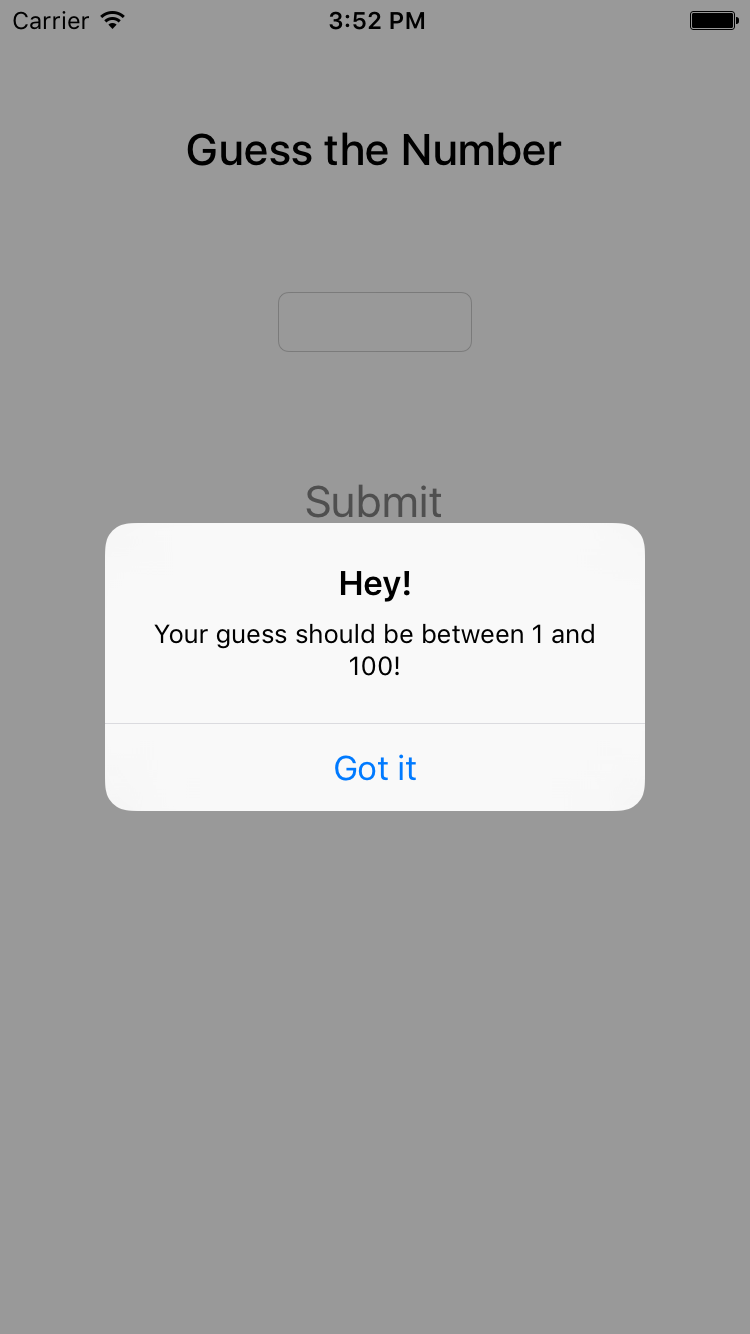 Carrier 3:52 PM
Guess the Number
Submit
Hey!
Your guess should be between 1 and
100!
Got it